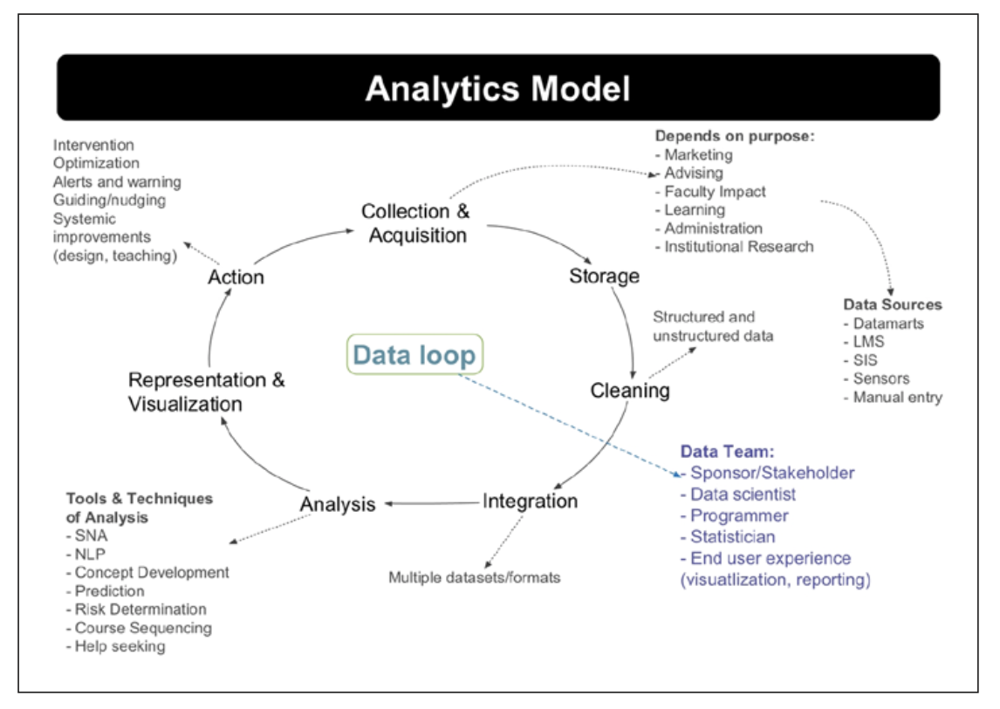 Analytics Model
Intervention
Optimization
Alerts and warning
Guiding/nudging
Systemic
improvements
(design, teaching)
Collection &
Acquisition
Depends on purpose:
- Marketing
- Advising
- Faculty Impact
- Learning
- Administration
- Institutional Research
Action
Storage
Data Sources
- Datamarts
- LMS
- SIS
- Sensors
- Manual entry
Structured and
unstructured data
Data loop
Representation &
Visualization
Cleaning
Data Team:
- Sponsor/Stakeholder
- Data scientist
- Programmer
- Statistician
- End user experience
(visuatlization, reporting)
Integration
Analysis
Tools & Techniques
of Analysis
- SNA
- NLP
- Concept Development
- Prediction
- Risk Determination
- Course Sequencing
- Help seeking
Multiple datasets/formats